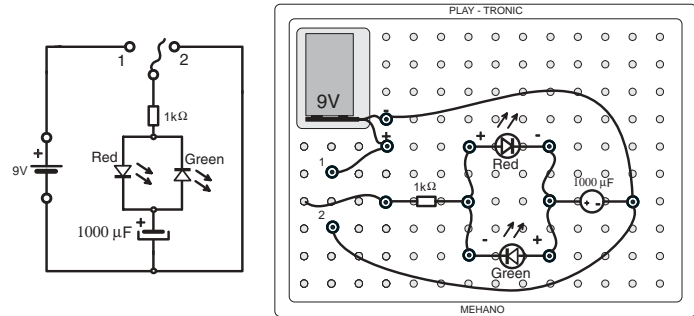 1 2
1kΩ
Red Green
+
9V
+
1000 µF
PLAY - TRONIC
9V
-
+
1
+ -
Red
1kΩ
1000 µF
+ -
2
- +
Green
MEHANO